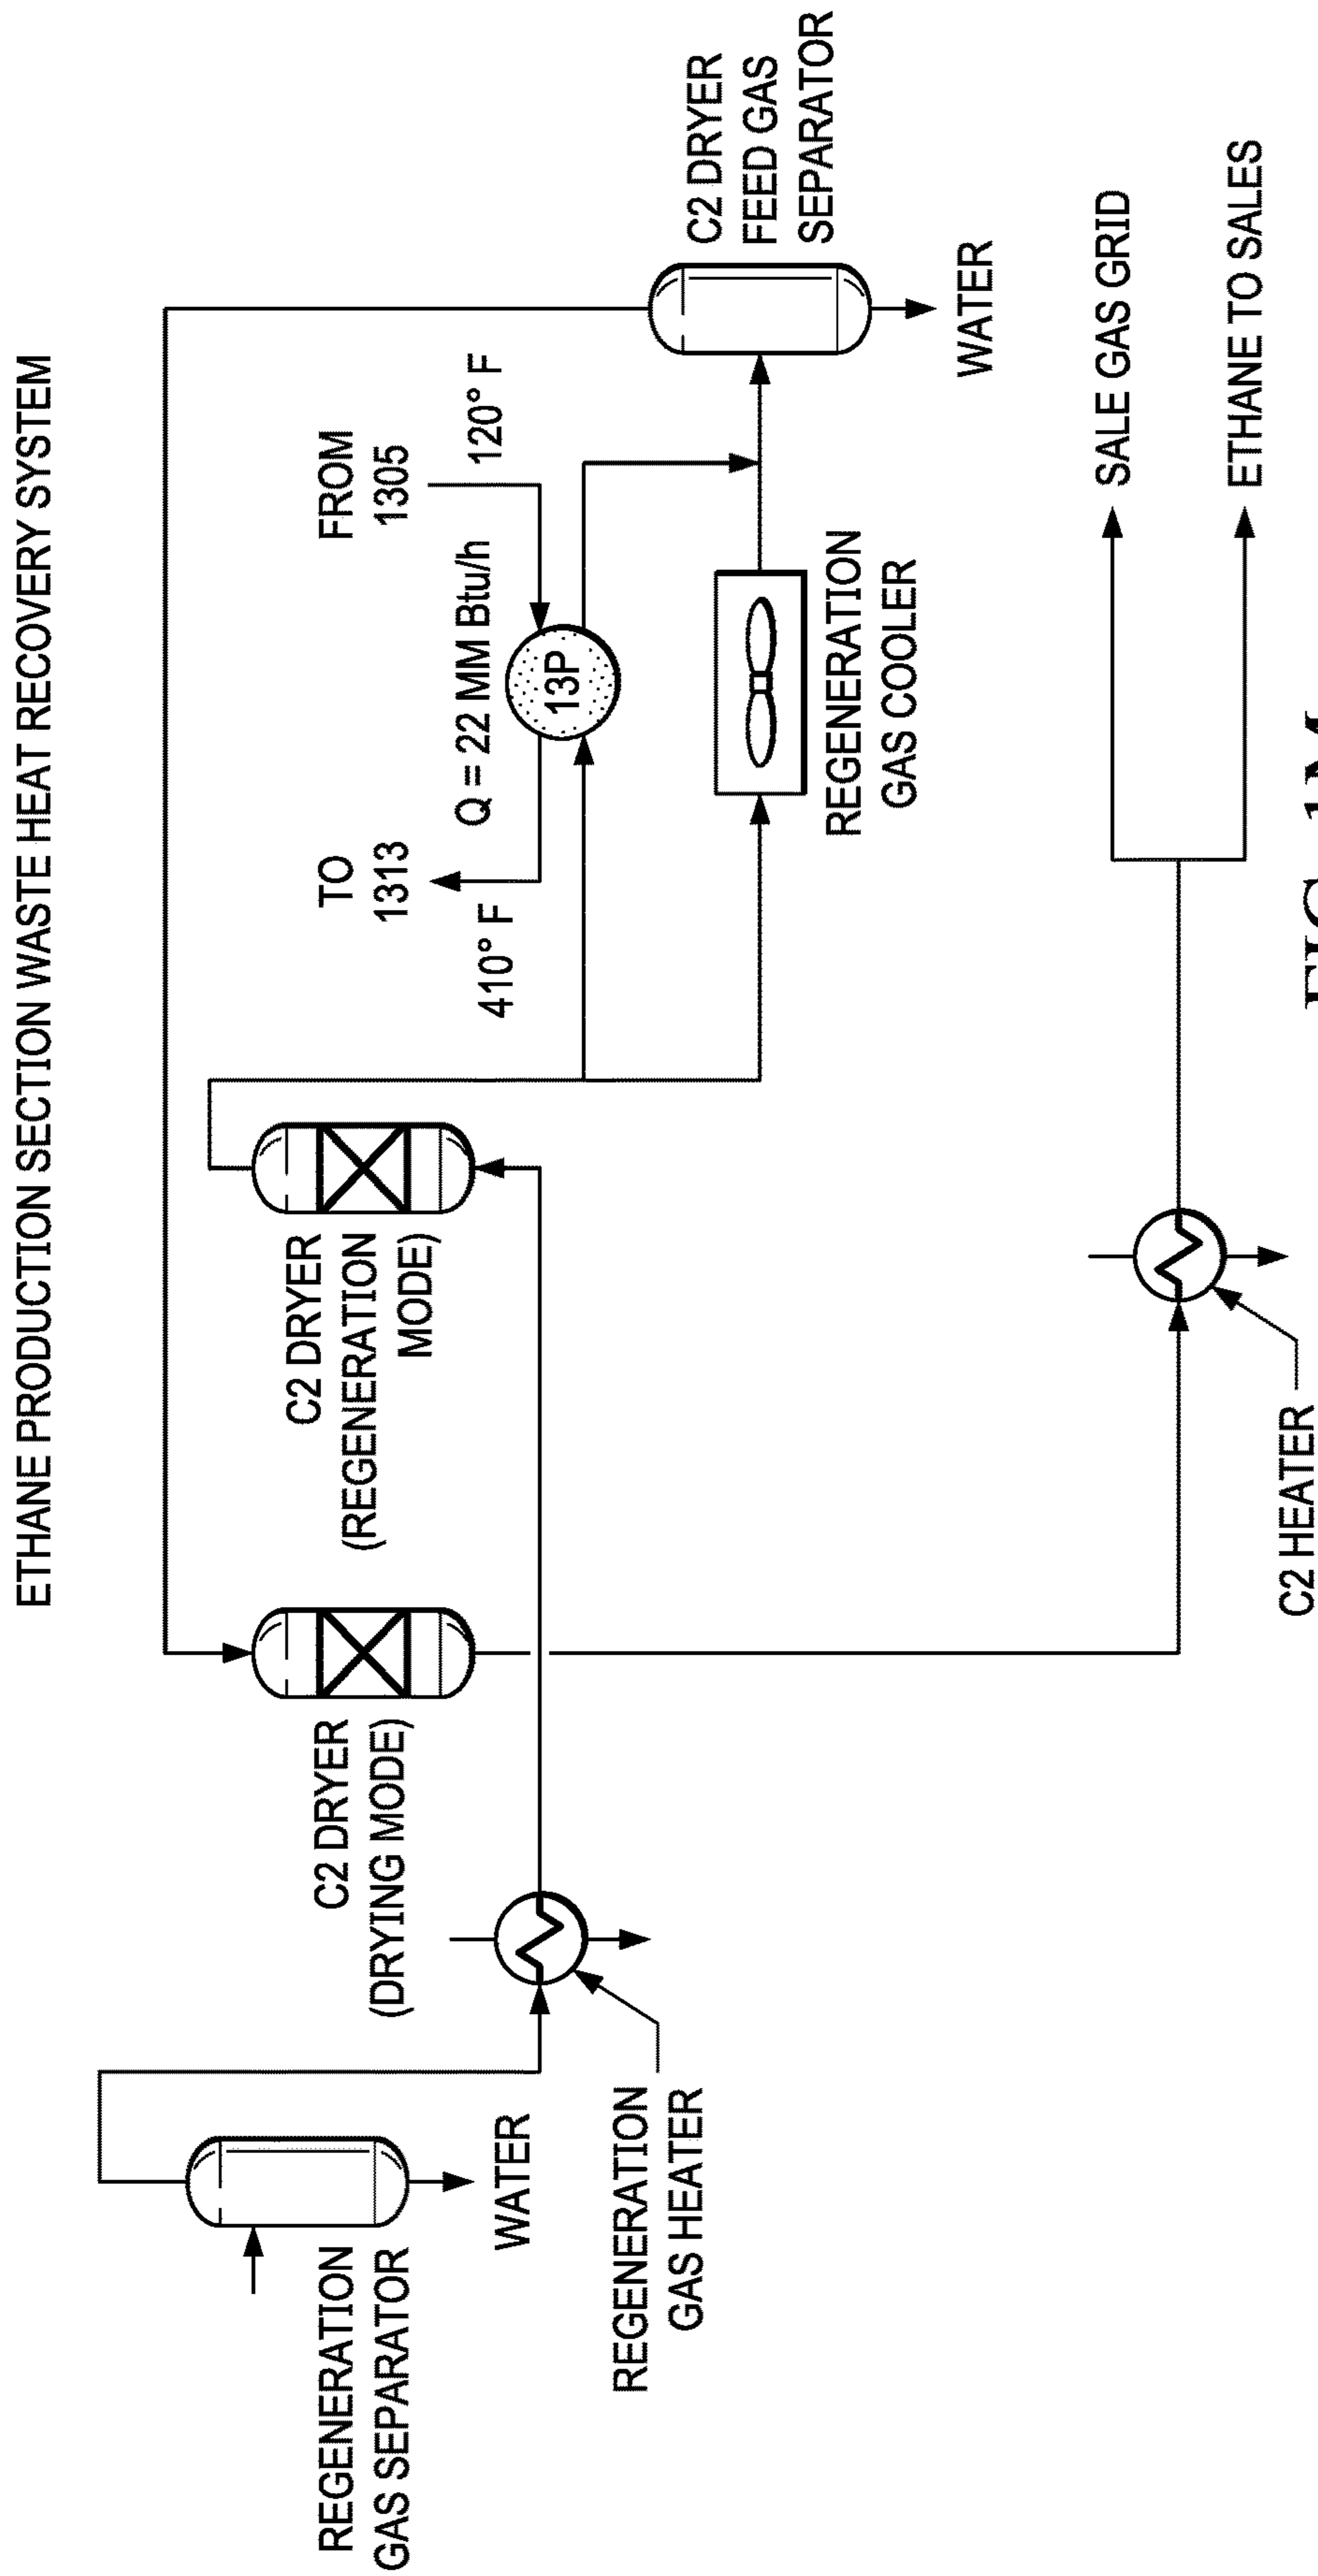 ETHANE PRODUCTION SECTION WASTE HEAT RECOVERY SYSTEM
REGENERATION
GAS SEPARATOR
WATER
REGENERATION
GAS HEATER
C2 DRYER
(DRYING MODE)
C2 DRYER
(REGENERATION
MODE)
TO
1313
410° F
Q = 22 MM Btu/h
13P
FROM
1305
120° F
REGENERATION
GAS COOLER
C2 DRYER
FEED GAS
SEPARATOR
WATER
C2 HEATER
SALE GAS GRID
ETHANE TO SALES